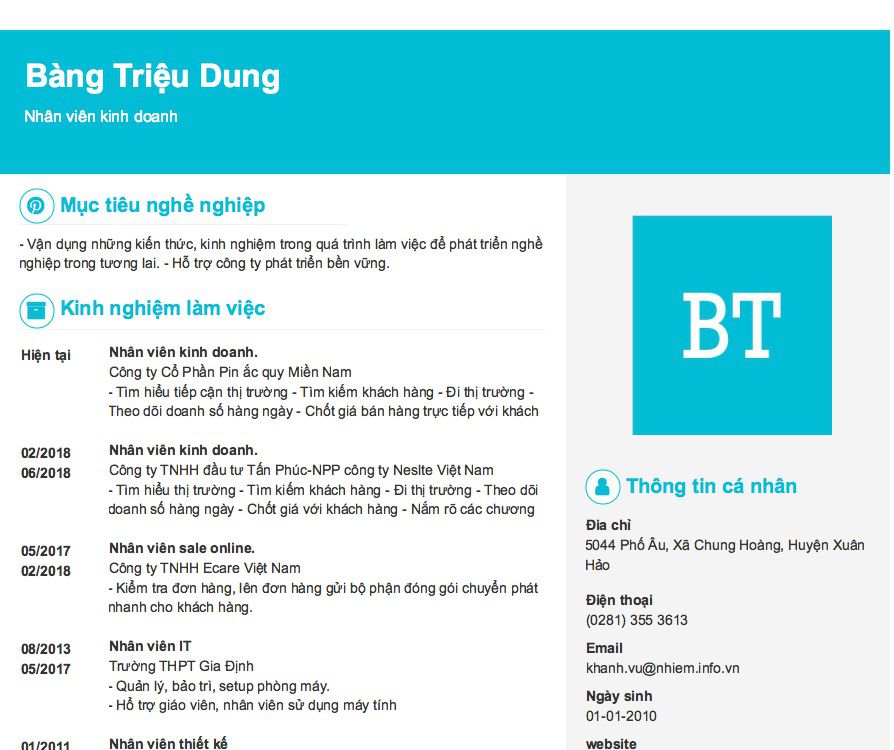 Bàng Triệu Dung
Nhân viên kinh doanh
Mục tiêu nghề nghiệp
- Vận dụng những kiến thức, kinh nghiệm trong quá trình làm việc để phát triển nghề
nghiệp trong tương lai. - Hỗ trợ công ty phát triển bền vững.
Kinh nghiệm làm việc
Hiện tại
Nhân viên kinh doanh.
Công ty Cổ Phần Pin ắc quy Miền Nam
- Tìm hiểu tiếp cận thị trường - Tìm kiếm khách hàng - Đi thị trường -
Theo dõi doanh số hàng ngày - Chốt giá bán hàng trực tiếp với khách
02/2018
06/2018
Nhân viên kinh doanh.
Công ty TNHH đầu tư Tấn Phúc-NPP công ty Neslte Việt Nam
- Tìm hiểu thị trường - Tìm kiếm khách hàng - Đi thị trường - Theo dõi
doanh số hàng ngày - Chốt giá với khách hàng - Nắm rõ các chương
05/2017
02/2018
Nhân viên sale online.
Công ty TNHH Ecare Việt Nam
- Kiểm tra đơn hàng, lên đơn hàng gửi bộ phận đóng gói chuyển phát
nhanh cho khách hàng.
08/2013
05/2017
Nhân viên IT
Trường THPT Gia Định
- Quản lý, bảo trì, setup phòng máy.
- Hổ trợ giáo viên, nhân viên sử dụng máy tính
01/2011
Nhân viên thiết kế
BT
Thông tin cá nhân
Địa chỉ
5044 Phố Âu, Xã Chung Hoàng, Huyện Xuân
Hảo
Điện thoại
(0281) 355 3613
Email
khanh.vu@nhiem.info.vn
Ngày sinh
01-01-2010
website